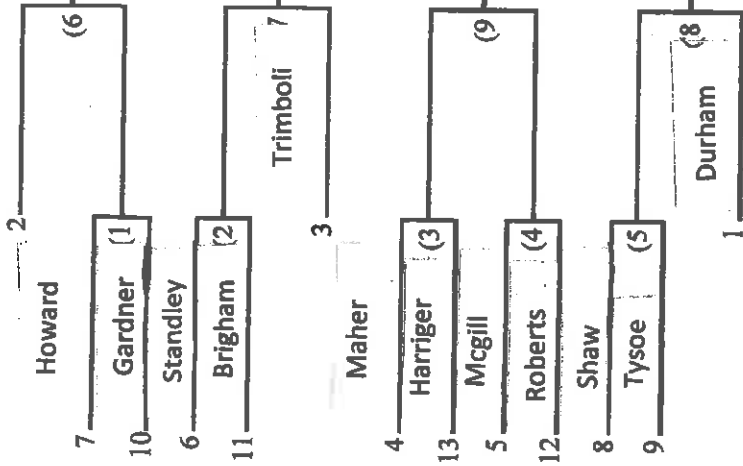 2
(6
Howard
7
Gardner
(1
10
Standley
6
Brigham
(2
11
7
Trimboli
3
Maher
4
Harriger
(3
13
(9
Mcgill
5
Roberts
(4
12
Shaw
8
Tysoe
(5
9
(8
Durham
1